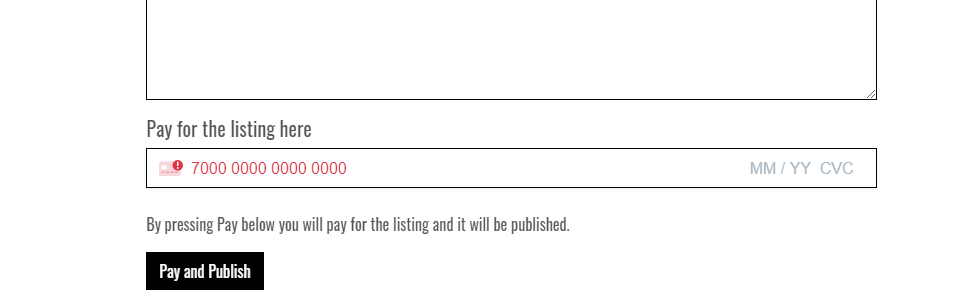 Pay for the listing here
7000 0000 0000 0000 MM / YY CVC
By pressing Pay below you will pay for the listing and it will be published.
Pay and Publish